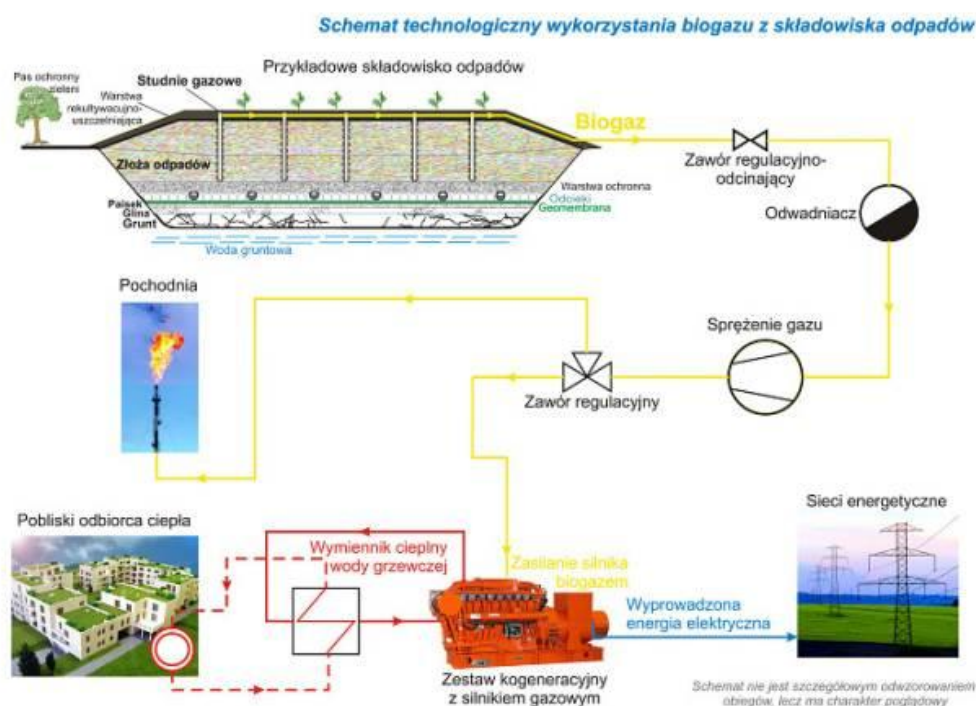 Schemat technologiczny wykorzystania biogazu z składowiska odpadów
Przykładowe składowisko odpadów
Pas ochronny
zieleni
Studnie gazowe
Warstwa
rekultywacujno-
uszczelniająca
Złoża odpadów
Warstwa ochronna
Odcieki
Geomembrana
Paisek
Glina
Grunt
Woda gruntowa
Biogaz
Zawór regulacyjno-
odcinający
Odwadniacz
Pochodnia
Sprężenie gazu
Zawór regulacyjny
Pobliski odbiorca ciepła
Wymiennik cieplny
wody grzewczej
Zasilanie silnika
biogazem
Sieci energetyczne
Wyprowadzona
energia elektryczna
Zestaw kogeneracyjny
z silnikiem gazowym
Schemat nie jest szczegółowym odwzorowaniem
obiegów, lecz ma charakter poglądowy